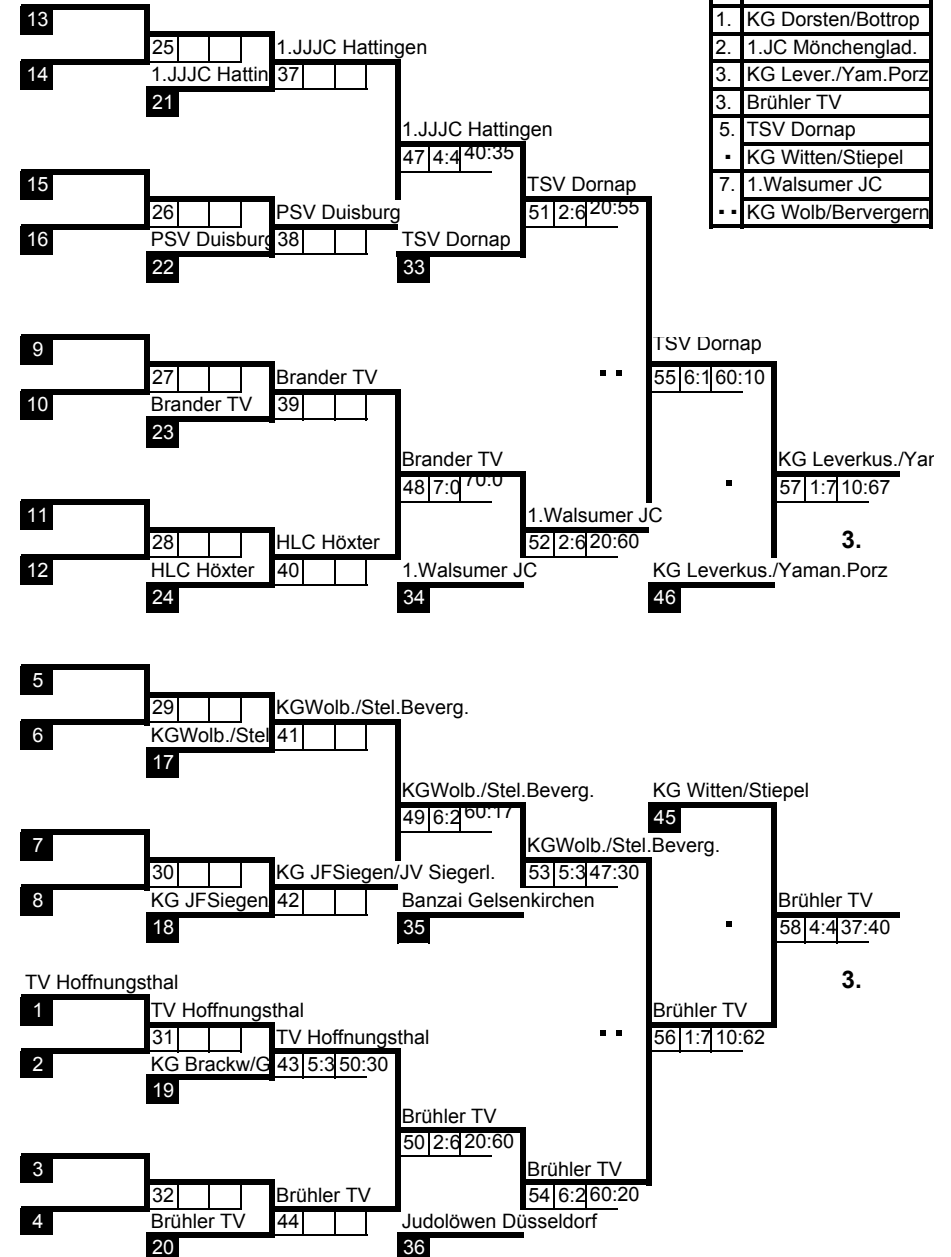 13
25
1.JJJC Hattingen
14
1.JJJC Hattin
37
21
1.JJJC Hattingen
47 4:4 40:35
15
TSV Dornap
26
PSV Duisburg
51 2:6 20:55
16
PSV Duisburg
38
TSV Dornap
22
33
9
TSV Dornap
27
Brander TV
..
55 6:1 60:10
10
Brander TV
39
23
Brander TV
KG Leverkus./Yar
48 7:0 70:0
.
57 1:7 10:67
11
1.Walsumer JC
28
HLC Höxter
52 2:6 20:60
3.
12
HLC Höxter
40
1.Walsumer JC
KG Leverkus./Yaman.Porz
24
34
46
5
29
KGWolb./Stel.Beverg.
6
KGWolb./Stel
41
17
KGWolb./Stel.Beverg.
KG Witten/Stiepel
49 6:2 60:17
45
7
KGWolb./Stel.Beverg.
30
KG JFSiegen/JV Siegerl.
53 5:3 47:30
8
KG JFSiegen
42
Banzai Gelsenkirchen
Brühler TV
18
35
.
58 4:4 37:40
TV Hoffnungsthal
3.
1
TV Hoffnungsthal
31
TV Hoffnungsthal
..
Brühler TV
56 1:7 10:62
2
KG Brackw/G
43 5:3 50:30
19
Brühler TV
50 2:6 20:60
3
Brühler TV
32
Brühler TV
54 6:2 60:20
4
Brühler TV
44
Judolöwen Düsseldorf
20
36
1. KG Dorsten/Bottrop
2. 1.JC Mönchenglad.
3. KG Lever./Yam.Porz
3. Brühler TV
5. TSV Dornap
. KG Witten/Stiepel
7. 1.Walsumer JC
.. KG Wolb/Bervergern